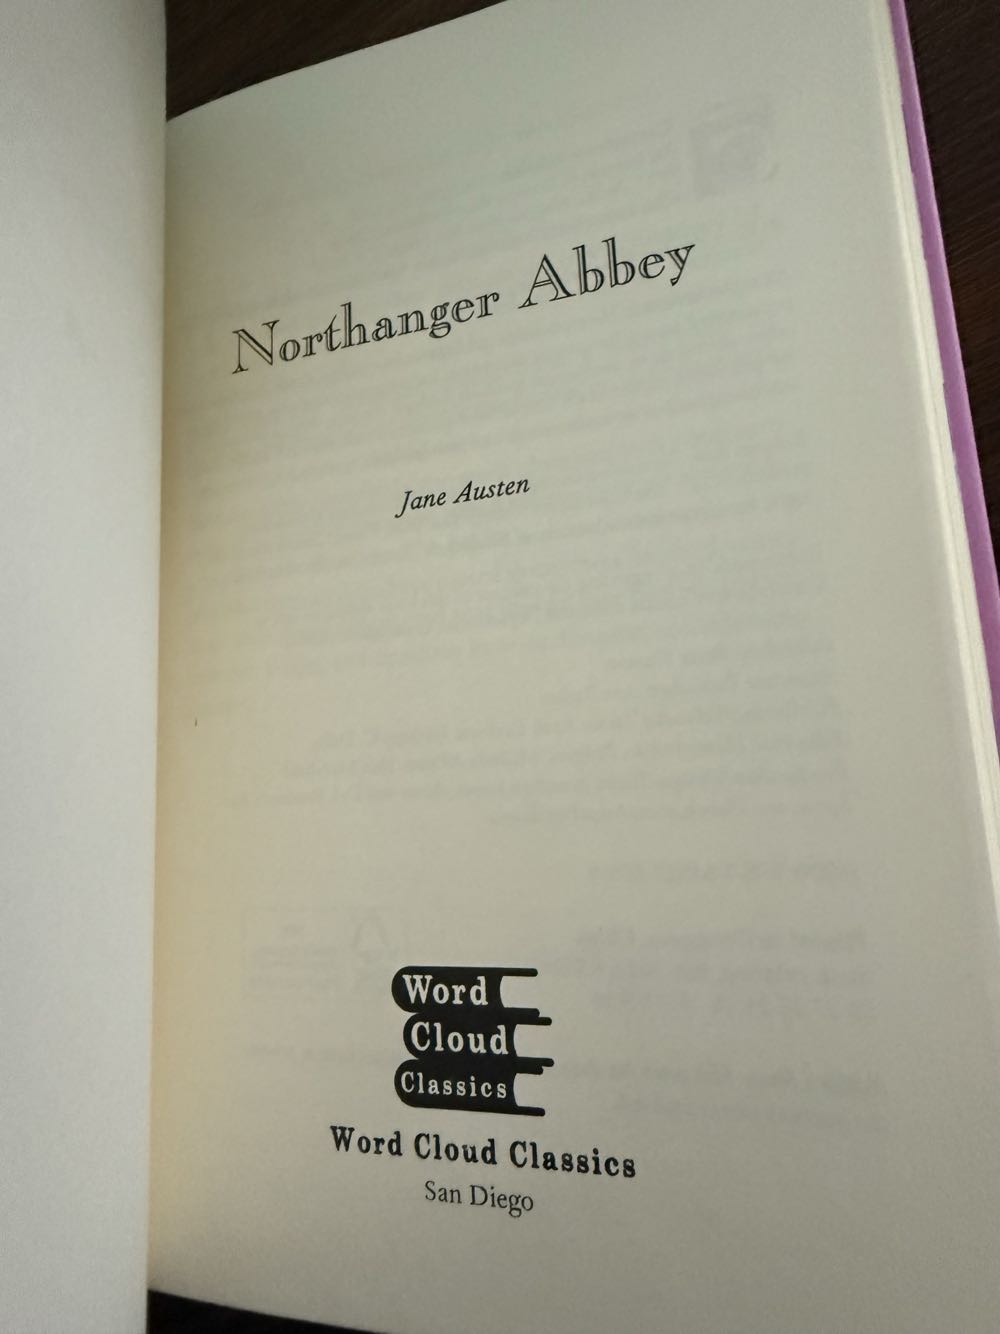 Northanger Abbey
Jane Austen
Word
Cloud
Classics
Word Cloud Classics
San Diego